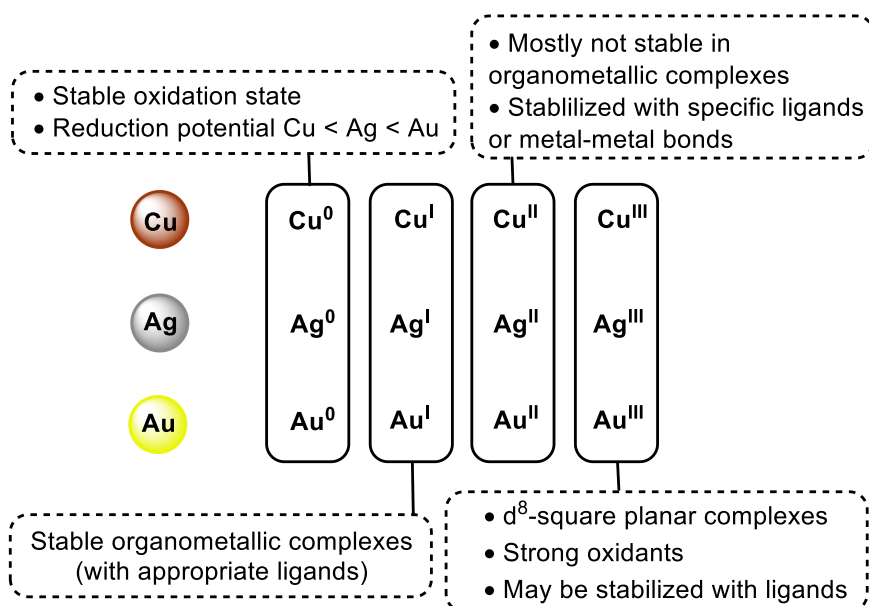 • Stable oxidation state
• Reduction potential Cu < Ag < Au
• Mostly not stable in
organometallic complexes
• Stablilized with specific ligands
or metal-metal bonds
Cu Cu⁰ Cuᴵ Cuᴵᴵ Cuᴵᴵᴵ
Ag Ag⁰ Agᴵ Agᴵᴵ Agᴵᴵᴵ
Au Au⁰ Auᴵ Auᴵᴵ Auᴵᴵᴵ
Stable organometallic complexes
(with appropriate ligands)
• d⁸-square planar complexes
• Strong oxidants
• May be stabilized with ligands